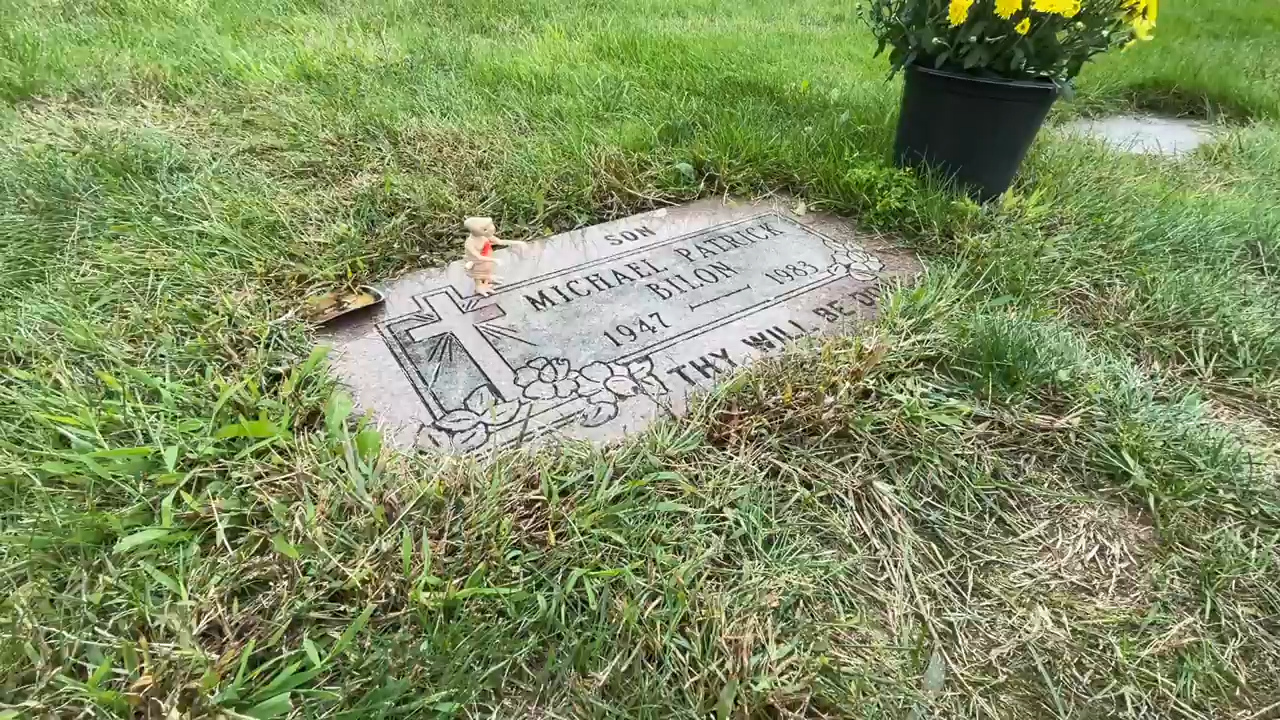 SON
MICHAEL PATRICK
BILON
1947 — 1983
THY WILL BE